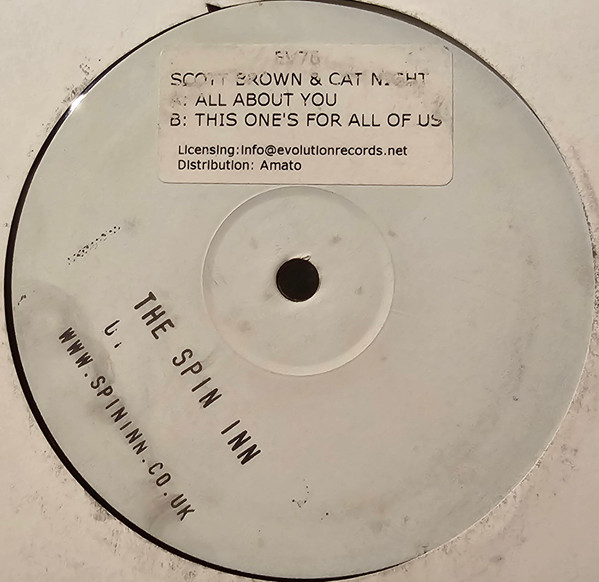 EV76
SCOTT BROWN & CAT NIGHT
A: ALL ABOUT YOU
B: THIS ONE'S FOR ALL OF US
Licensing:info@evolutionrecords.net
Distribution: Amato
THE SPIN INN
WWW.SPININN.CO.UK